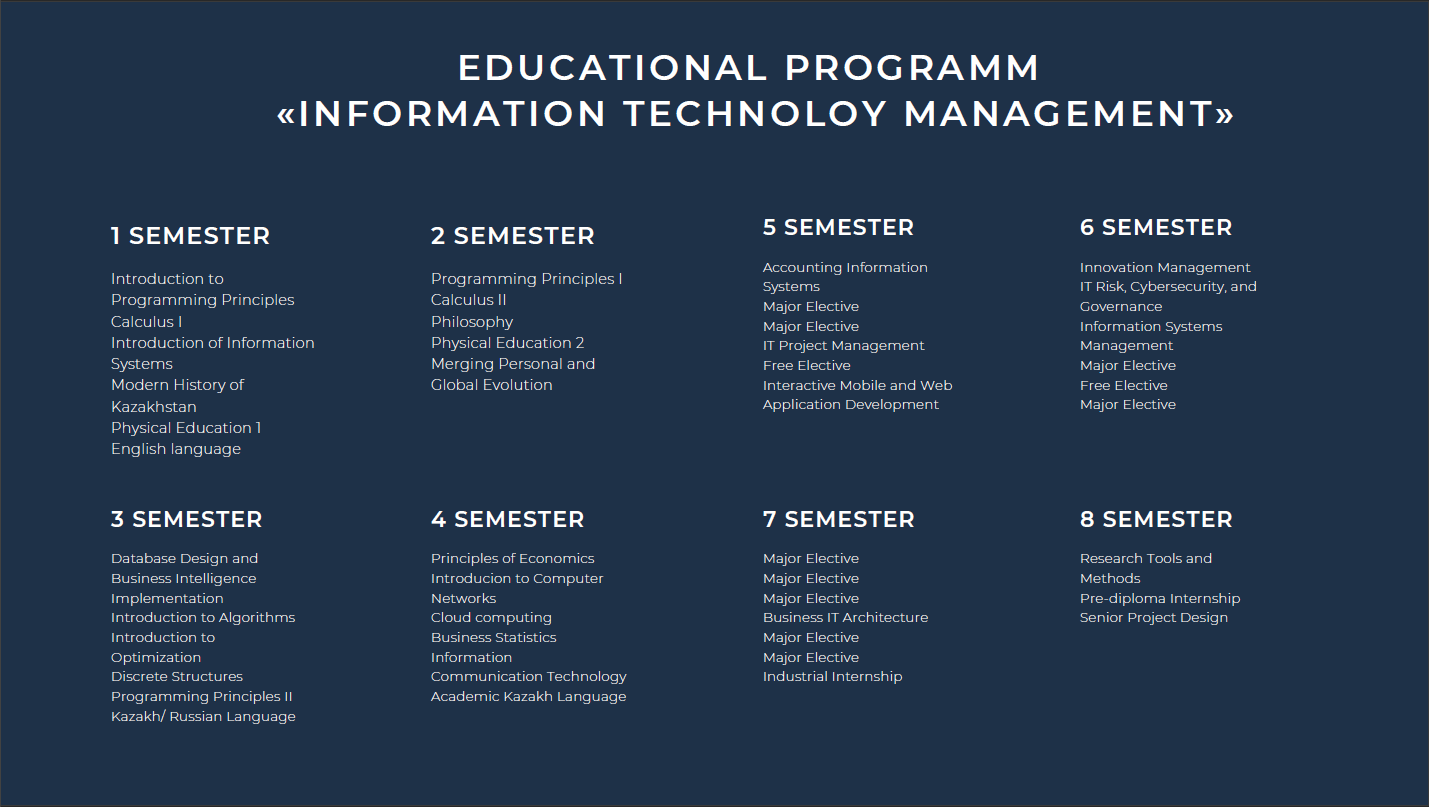 EDUCATIONAL PROGRAMM
«INFORMATION TECHNOLOY MANAGEMENT»
1 SEMESTER
Introduction to
Programming Principles
Calculus I
Introduction of Information
Systems
Modern History of
Kazakhstan
Physical Education 1
English language
2 SEMESTER
Programming Principles I
Calculus II
Philosophy
Physical Education 2
Merging Personal and
Global Evolution
3 SEMESTER
Database Design and
Business Intelligence
Implementation
Introduction to Algorithms
Introduction to
Optimization
Discrete Structures
Programming Principles II
Kazakh/ Russian Language
4 SEMESTER
Principles of Economics
Introducion to Computer
Networks
Cloud computing
Business Statistics
Information
Communication Technology
Academic Kazakh Language
5 SEMESTER
Accounting Information
Systems
Major Elective
Major Elective
IT Project Management
Free Elective
Interactive Mobile and Web
Application Development
6 SEMESTER
Innovation Management
IT Risk, Cybersecurity, and
Governance
Information Systems
Management
Major Elective
Free Elective
Major Elective
7 SEMESTER
Major Elective
Major Elective
Major Elective
Business IT Architecture
Major Elective
Major Elective
Industrial Internship
8 SEMESTER
Research Tools and
Methods
Pre-diploma Internship
Senior Project Design